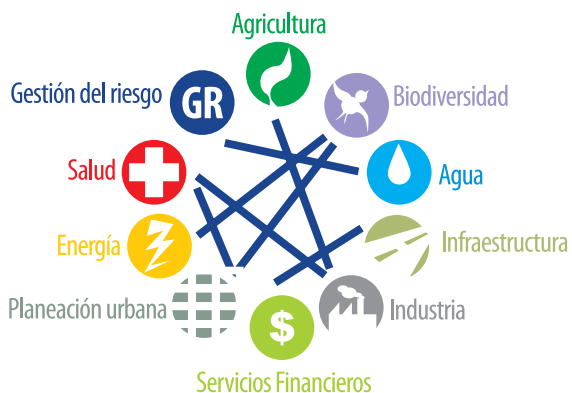 Agricultura
Gestión del riesgo GR
Biodiversidad
Salud
Agua
Energía
Infraestructura
Planeación urbana
Industria
$
Servicios Financieros